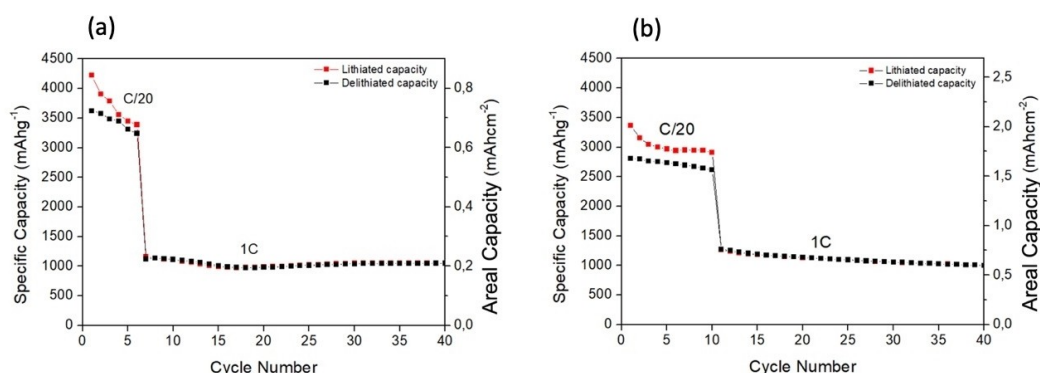 (a)
4500
4000
3500
3000
2500
2000
1500
1000
500
0
Specific Capacity (mAhg⁻¹)
C/20
1C
Lithiated capacity
Delithiated capacity
0,8
0,6
0,4
0,2
0,0
Areal Capacity (mAhcm⁻²)
0 5 10 15 20 25 30 35 40
Cycle Number
(b)
4500
4000
3500
3000
2500
2000
1500
1000
500
0
Specific Capacity (mAhg⁻¹)
C/20
1C
Lithiated capacity
Delithiated capacity
2,5
2,0
1,5
1,0
0,5
0,0
Areal Capacity (mAhcm⁻²)
0 5 10 15 20 25 30 35 40
Cycle Number